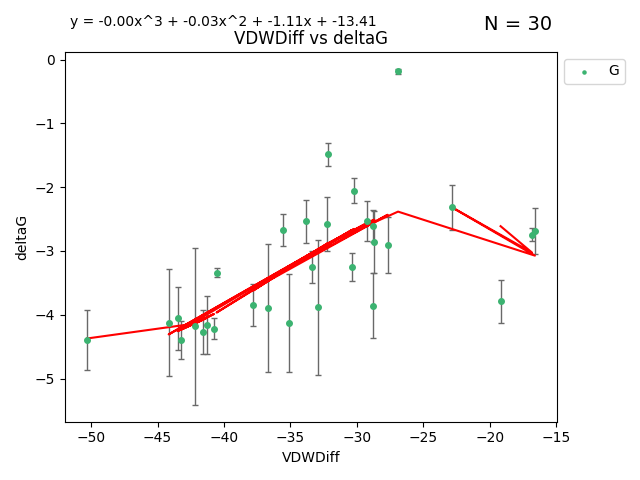 y = -0.00x^3 + -0.03x^2 + -1.11x + -13.41
N = 30
VDWDiff vs deltaG
G
0
−1
−2
−3
−4
−5
deltaG
−50
−45
−40
−35
−30
−25
−20
−15
VDWDiff